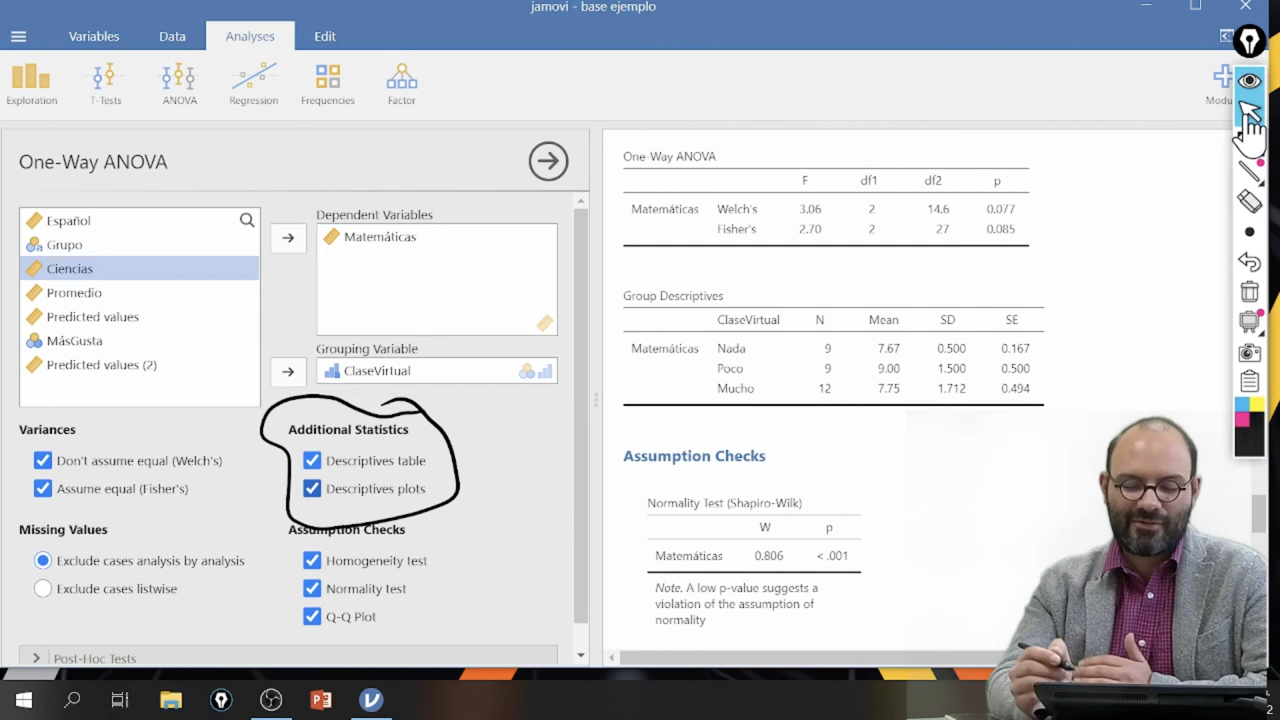 jamovi - base ejemplo
Variables Data Analyses Edit
Exploration T-Tests ANOVA Regression Frequencies Factor
One-Way ANOVA
Español
Grupo
Ciencias
Promedio
Predicted values
MásGusta
Predicted values (2)
Dependent Variables
Matemáticas
Grouping Variable
ClaseVirtual
Variances
Don't assume equal (Welch's)
Assume equal (Fisher's)
Additional Statistics
Descriptives table
Descriptives plots
Missing Values
Exclude cases analysis by analysis
Exclude cases listwise
Assumption Checks
Homogeneity test
Normality test
Q-Q Plot
Post-Hoc Tests
One-Way ANOVA
F df1 df2 p
Matemáticas Welch's 3.06 2 14.6 0.077
Fisher's 2.70 2 27 0.085
Group Descriptives
ClaseVirtual N Mean SD SE
Matemáticas Nada 9 7.67 0.500 0.167
Poco 9 9.00 1.500 0.500
Mucho 12 7.75 1.712 0.494
Assumption Checks
Normality Test (Shapiro-Wilk)
W p
Matemáticas 0.806 < .001
Note. A low p-value suggests a
violation of the assumption of
normality